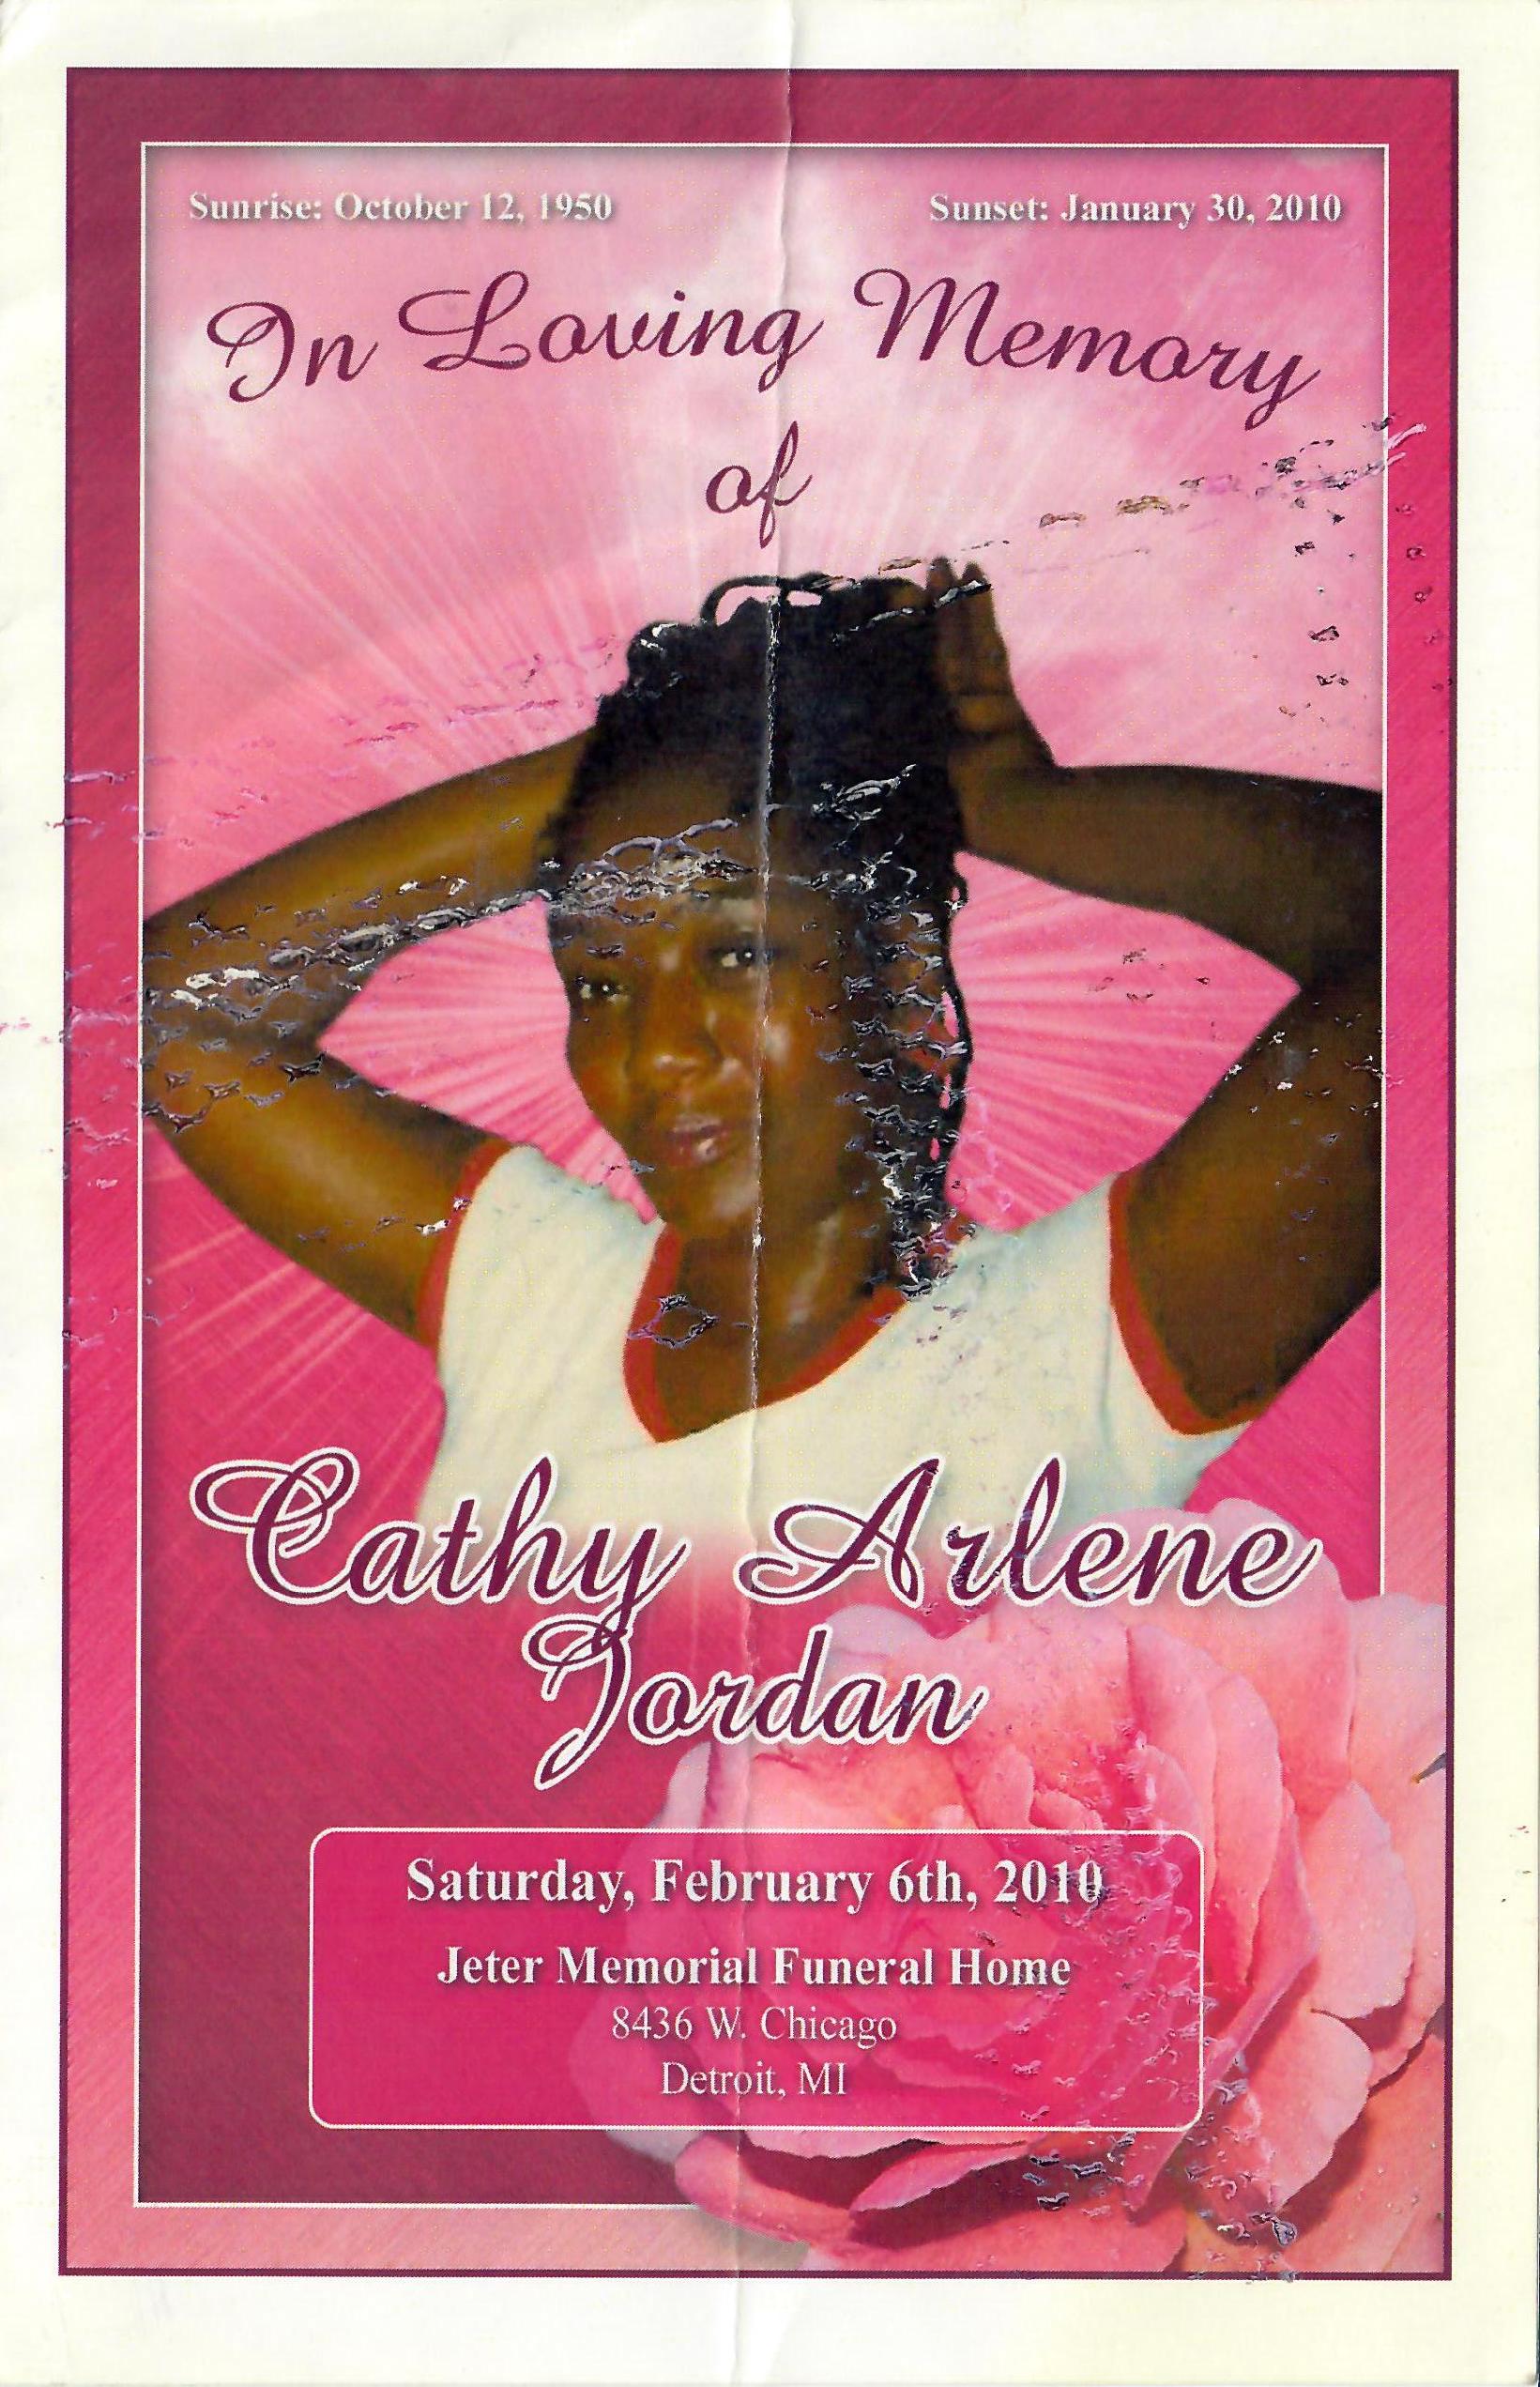 Sunrise: October 12, 1950
Sunset: January 30, 2010
In Loving Memory
of
Cathy Arlene
Jordan
Saturday, February 6th, 2010
Jeter Memorial Funeral Home
8436 W. Chicago
Detroit, MI